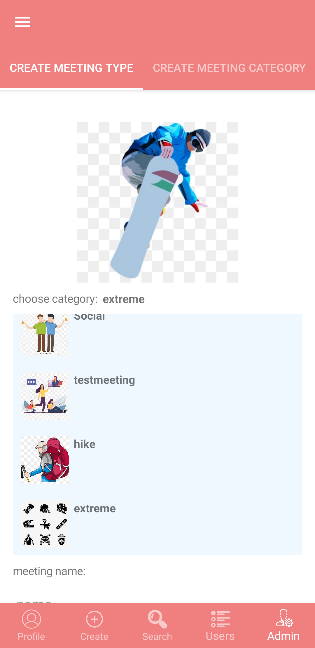 CREATE MEETING TYPE CREATE MEETING CATEGORY
choose category: extreme
Social
testmeeting
hike
extreme
meeting name:
name
Profile Create Search Users Admin